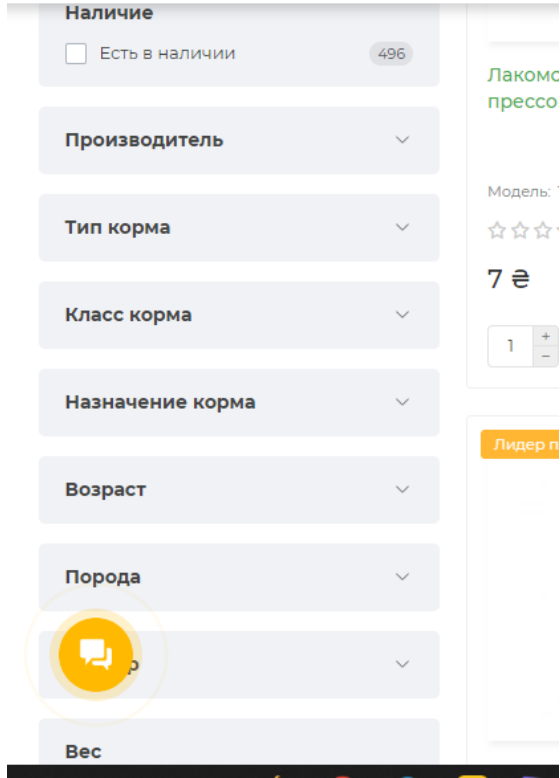 Наличие
Есть в наличии
496
Производитель
Тип корма
Класс корма
Назначение корма
Возраст
Порода
Вес
прессо
Модель:
7 ₴
1
+
−
Лидер